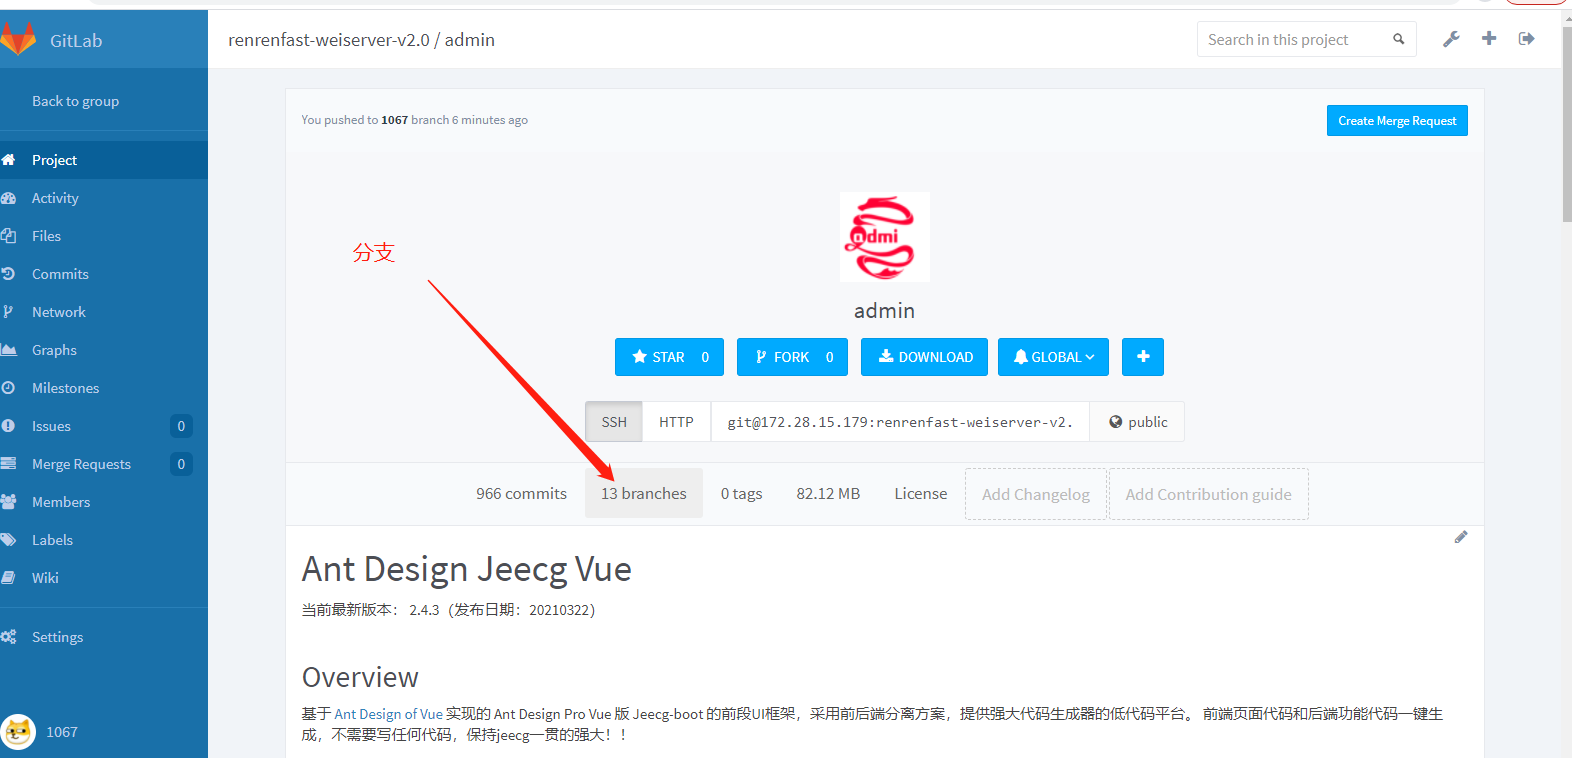 GitLab
renrenfast-weiserver-v2.0 / admin
Search in this project
Back to group
You pushed to 1067 branch 6 minutes ago
Create Merge Request
Project
Activity
Files
Commits
Network
Graphs
Milestones
Issues 0
Merge Requests 0
Members
Labels
Wiki
Settings
1067
admi
分支
admin
STAR 0
FORK 0
DOWNLOAD
GLOBAL
SSH
HTTP
git@172.28.15.179:renrenfast-weiserver-v2.
public
966 commits
13 branches
0 tags
82.12 MB
License
Add Changelog
Add Contribution guide
Ant Design Jeecg Vue
当前最新版本： 2.4.3（发布日期：20210322）
Overview
基于 Ant Design of Vue 实现的 Ant Design Pro Vue 版 Jeecg-boot 的前段UI框架，采用前后端分离方案，提供强大代码生成器的低代码平台。 前端页面代码和后端功能代码一键生
成，不需要写任何代码，保持jeecg一贯的强大！！